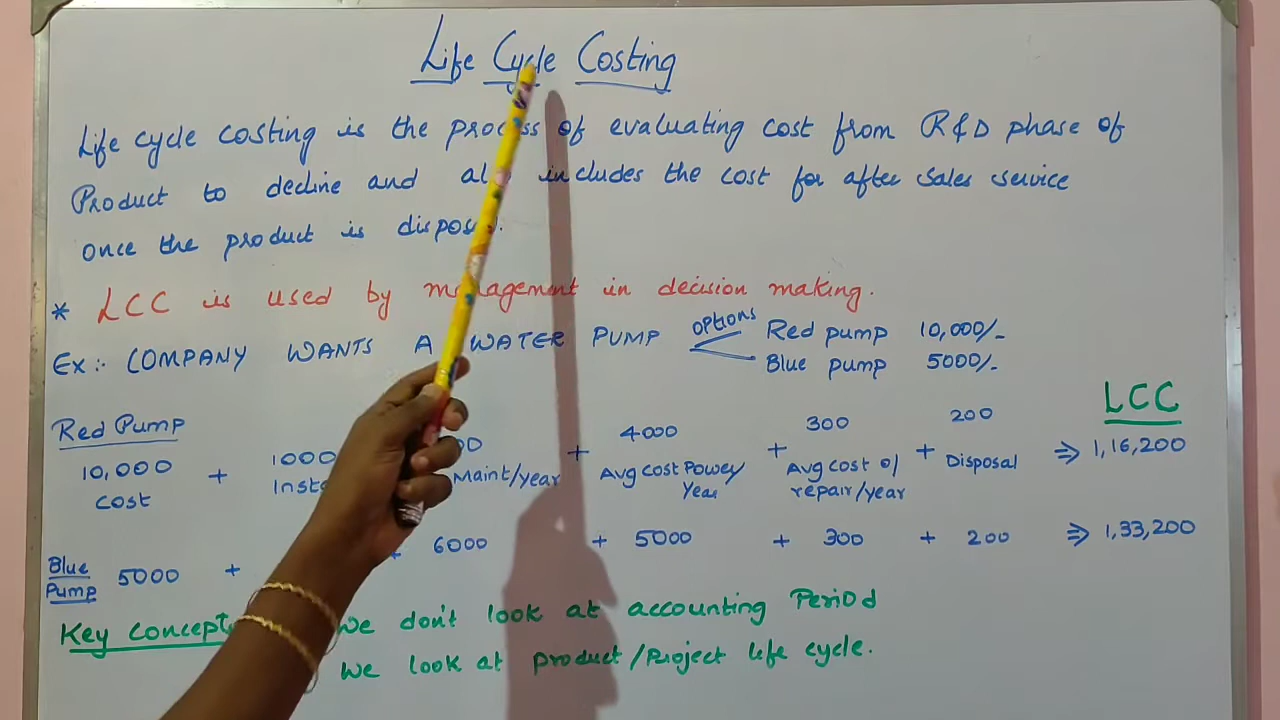 Life Cycle Costing
Life cycle costing is the process of evaluating cost from R&D phase of
Product to decline and includes the cost for after sales service
once the product is
* LCC is used by management in decision making.
Ex:- COMPANY WANTS A WATER PUMP options Red pump 10,000/-
Blue pump 5000/-
LCC
Red Pump
10,000 + 1000 + 4000 + 300 + 200 ⇒ 1,16,200
Cost Maint/year Avg cost Power/Year Avg cost of repair/year Disposal
Blue Pump 5000 + + 6000 + 5000 + 300 + 200 ⇒ 1,33,200
Key concept We don't look at accounting Period
We look at product/Project life cycle.